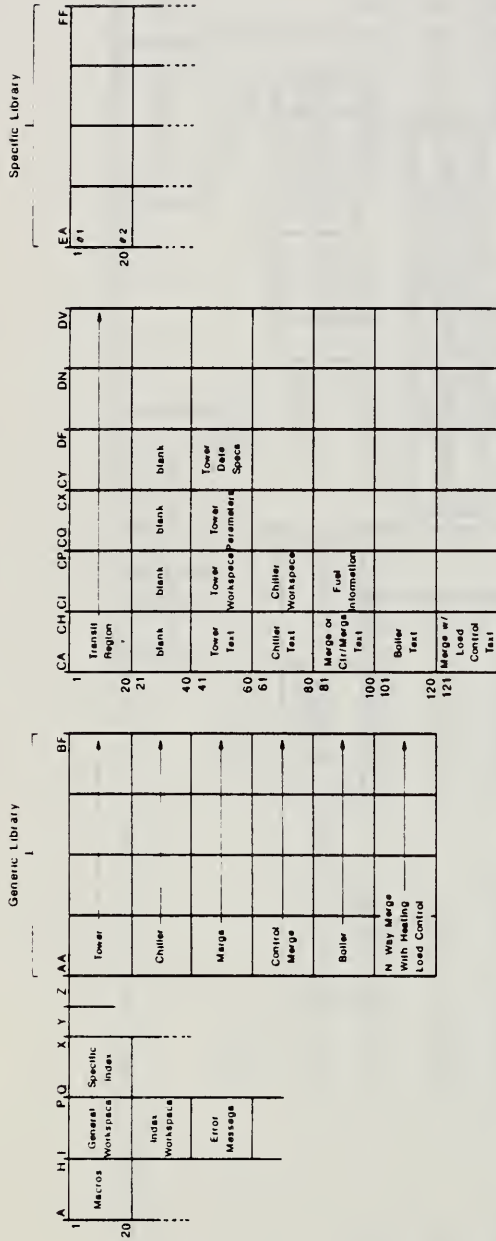 Generic Library
Specific Library
A H I P Q X Y Z AA BF
1
20
Macros
General
Workspace
Specific
Index
Index
Workspace
Error
Message
Tower
Chiller
Merge
Control
Merge
Boiler
N Way Merge
With Heating
Load Control
CA CH CI CP CQ CX CY DF DN DV
1
20
21
40
41
60
61
80
81
100
101
120
121
Transit
Region
blank
blank
blank
blank
Tower
Text
Tower
Workspace
Tower
Parameters
Tower
Data
Specs
Chiller
Text
Chiller
Workspace
Merge or
Ctr/Merge
Text
Fuel
Information
Boiler
Text
Merge w/
Load
Control
Text
EA FF
1 #1
20 #2